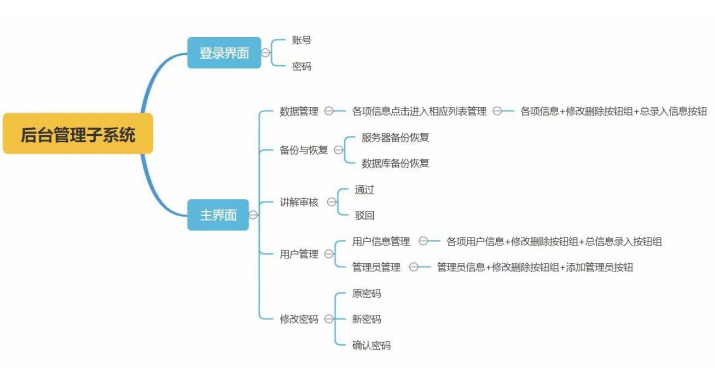 后台管理子系统
登录界面
账号
密码
主界面
数据管理
各项信息点击进入相应列表管理
各项信息+修改删除按钮组+总录入信息按钮
备份与恢复
服务器备份恢复
数据库备份恢复
讲解审核
通过
驳回
用户管理
用户信息管理
各项用户信息+修改删除按钮组+总信息录入按钮组
管理员管理
管理员信息+修改删除按钮组+添加管理员按钮
修改密码
原密码
新密码
确认密码